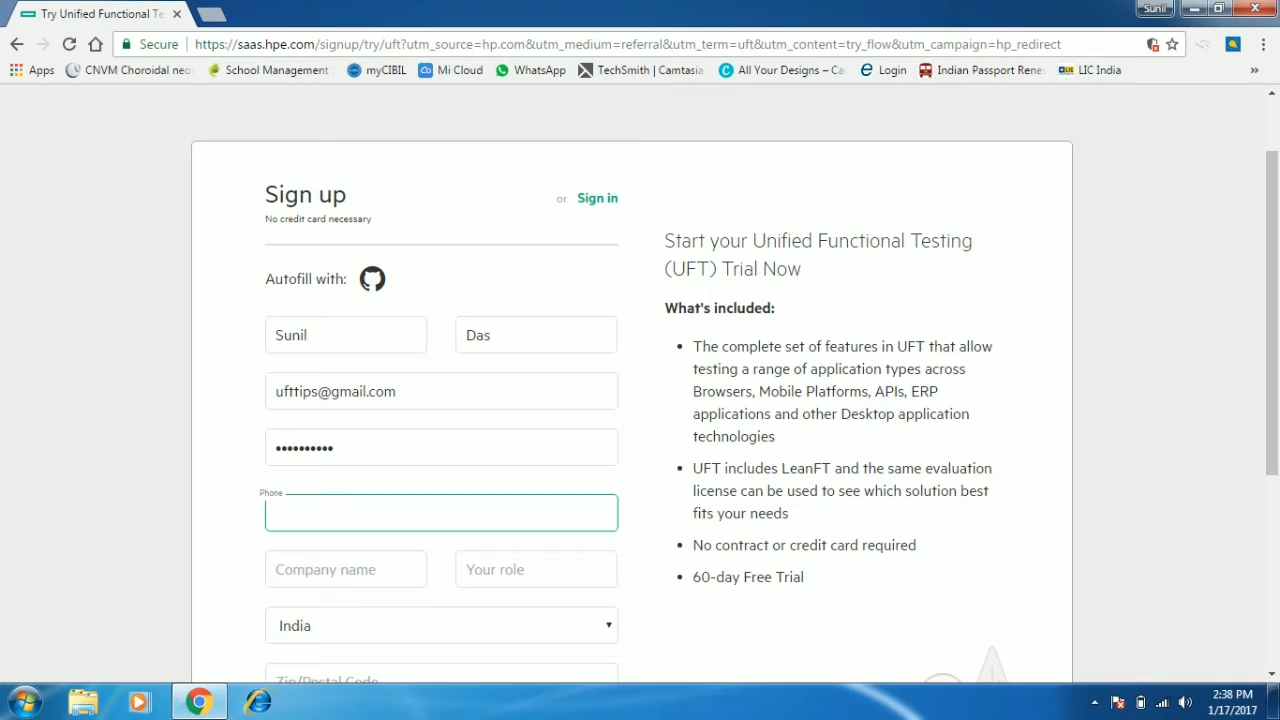 Try Unified Functional Te
Sunil
Secure
https://saas.hpe.com/signup/try/uft?utm_source=hp.com&utm_medium=referral&utm_term=uft&utm_content=try_flow&utm_campaign=hp_redirect
Apps
CNVM Choroidal neo
School Management
myCIBIL
Mi Cloud
WhatsApp
TechSmith | Camtasia
All Your Designs – Ca
Login
Indian Passport Rene
LIC India
»
Sign up
or Sign in
No credit card necessary
Autofill with:
Sunil
Das
ufttips@gmail.com
••••••••••
Phone
Company name
Your role
India
Zip/Postal Code
Start your Unified Functional Testing
(UFT) Trial Now
What's included:
• The complete set of features in UFT that allow
testing a range of application types across
Browsers, Mobile Platforms, APIs, ERP
applications and other Desktop application
technologies
• UFT includes LeanFT and the same evaluation
license can be used to see which solution best
fits your needs
• No contract or credit card required
• 60-day Free Trial
2:38 PM
1/17/2017